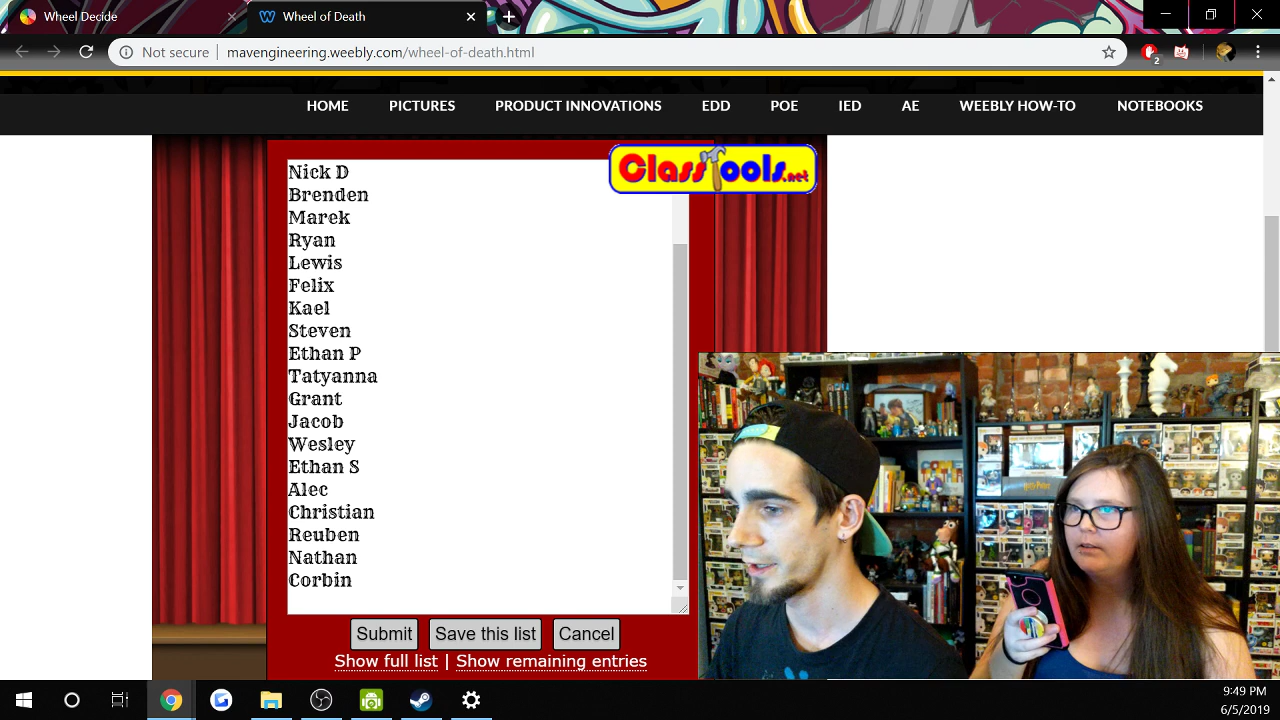 Wheel Decide
Wheel of Death
Not secure
mavengineering.weebly.com/wheel-of-death.html
2
HOME PICTURES PRODUCT INNOVATIONS EDD POE IED AE WEEBLY HOW-TO NOTEBOOKS
ClassTools.net
Nick D
Brenden
Marek
Ryan
Lewis
Felix
Kael
Steven
Ethan P
Tatyanna
Grant
Jacob
Wesley
Ethan S
Alec
Christian
Reuben
Nathan
Corbin
Submit Save this list Cancel
Show full list | Show remaining entries
Harry Potter
9:49 PM
6/5/2019